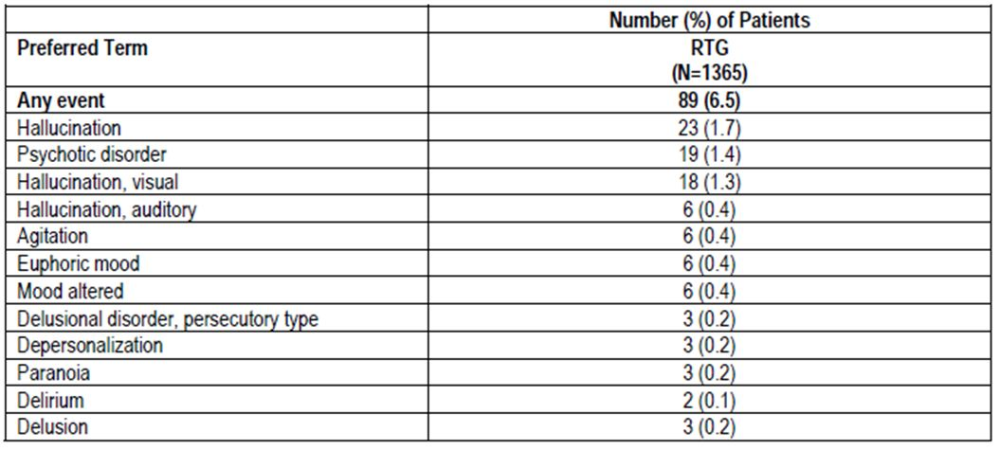 Number (%) of Patients
Preferred Term RTG
(N=1365)
Any event 89 (6.5)
Hallucination 23 (1.7)
Psychotic disorder 19 (1.4)
Hallucination, visual 18 (1.3)
Hallucination, auditory 6 (0.4)
Agitation 6 (0.4)
Euphoric mood 6 (0.4)
Mood altered 6 (0.4)
Delusional disorder, persecutory type 3 (0.2)
Depersonalization 3 (0.2)
Paranoia 3 (0.2)
Delirium 2 (0.1)
Delusion 3 (0.2)